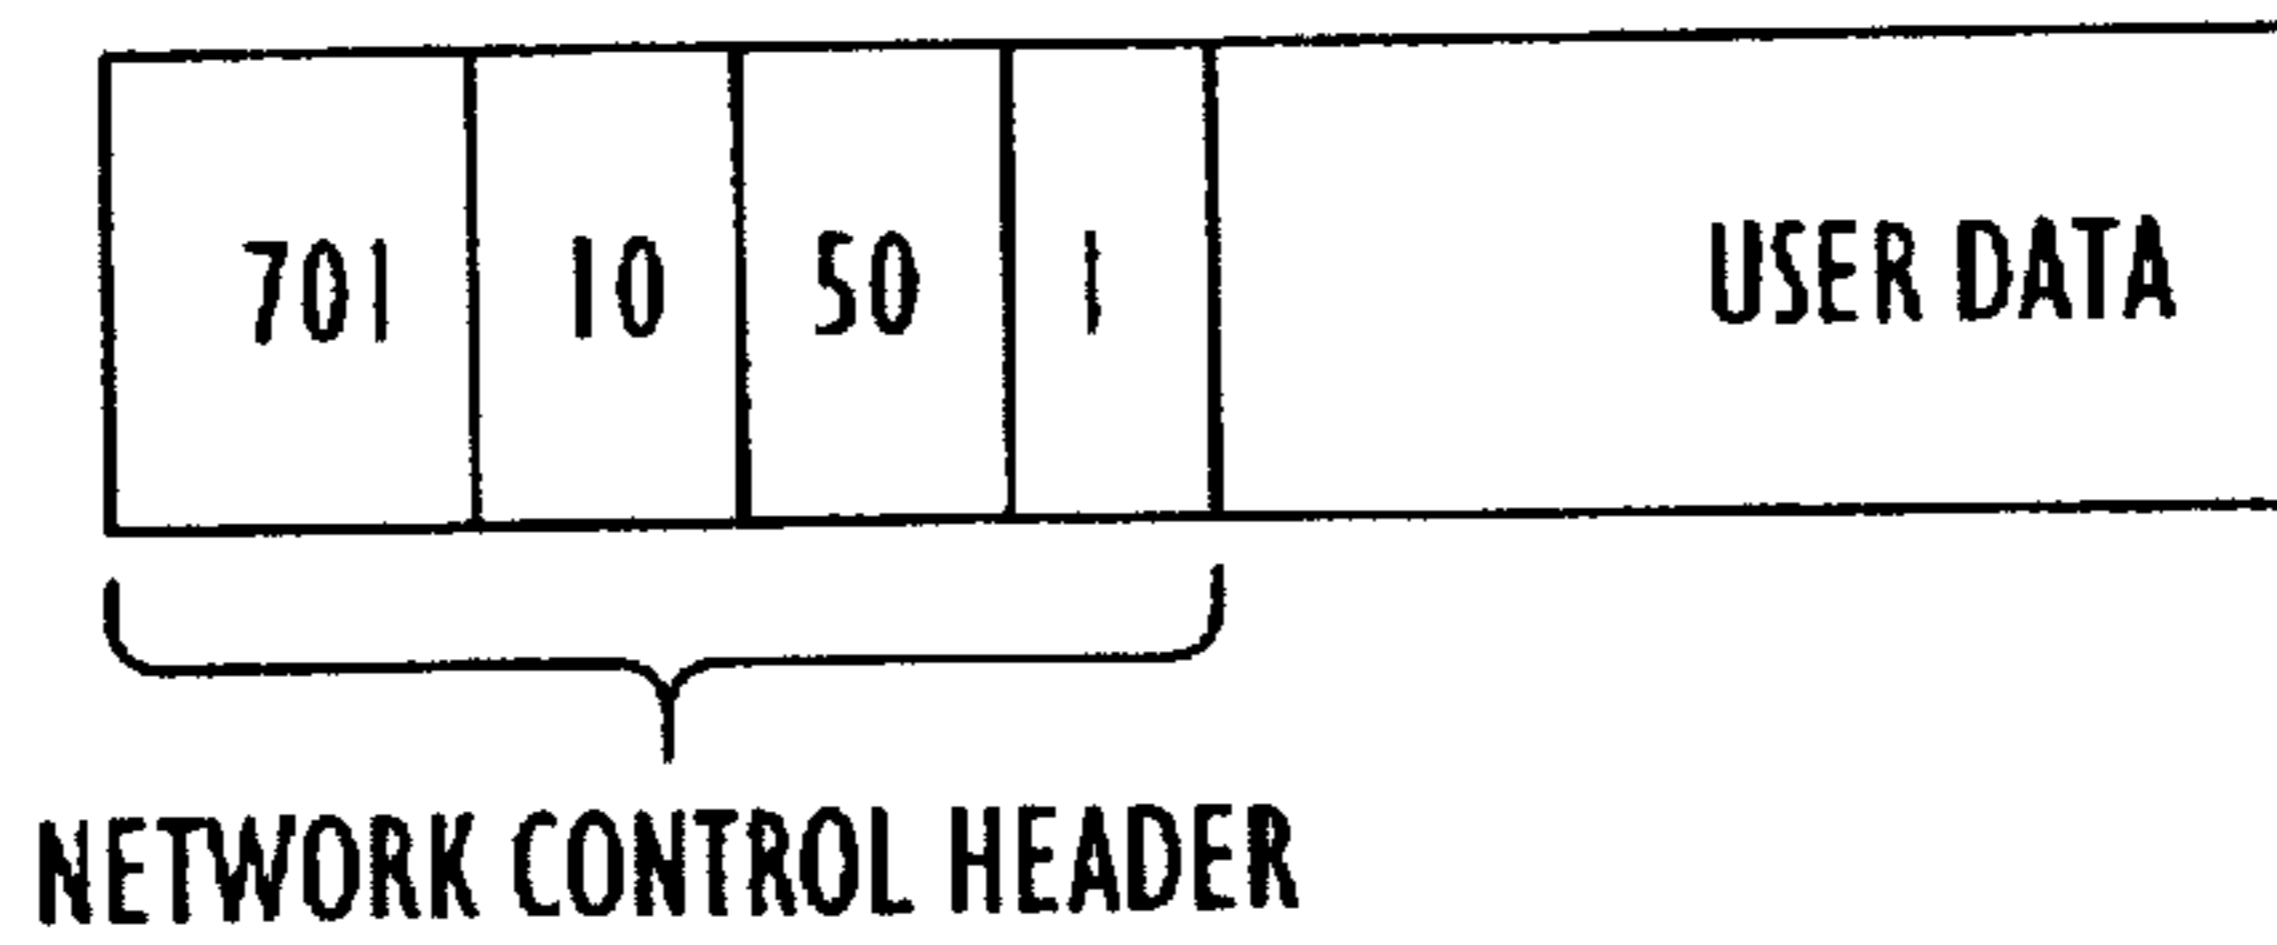 701 10 50 1 USER DATA
NETWORK CONTROL HEADER